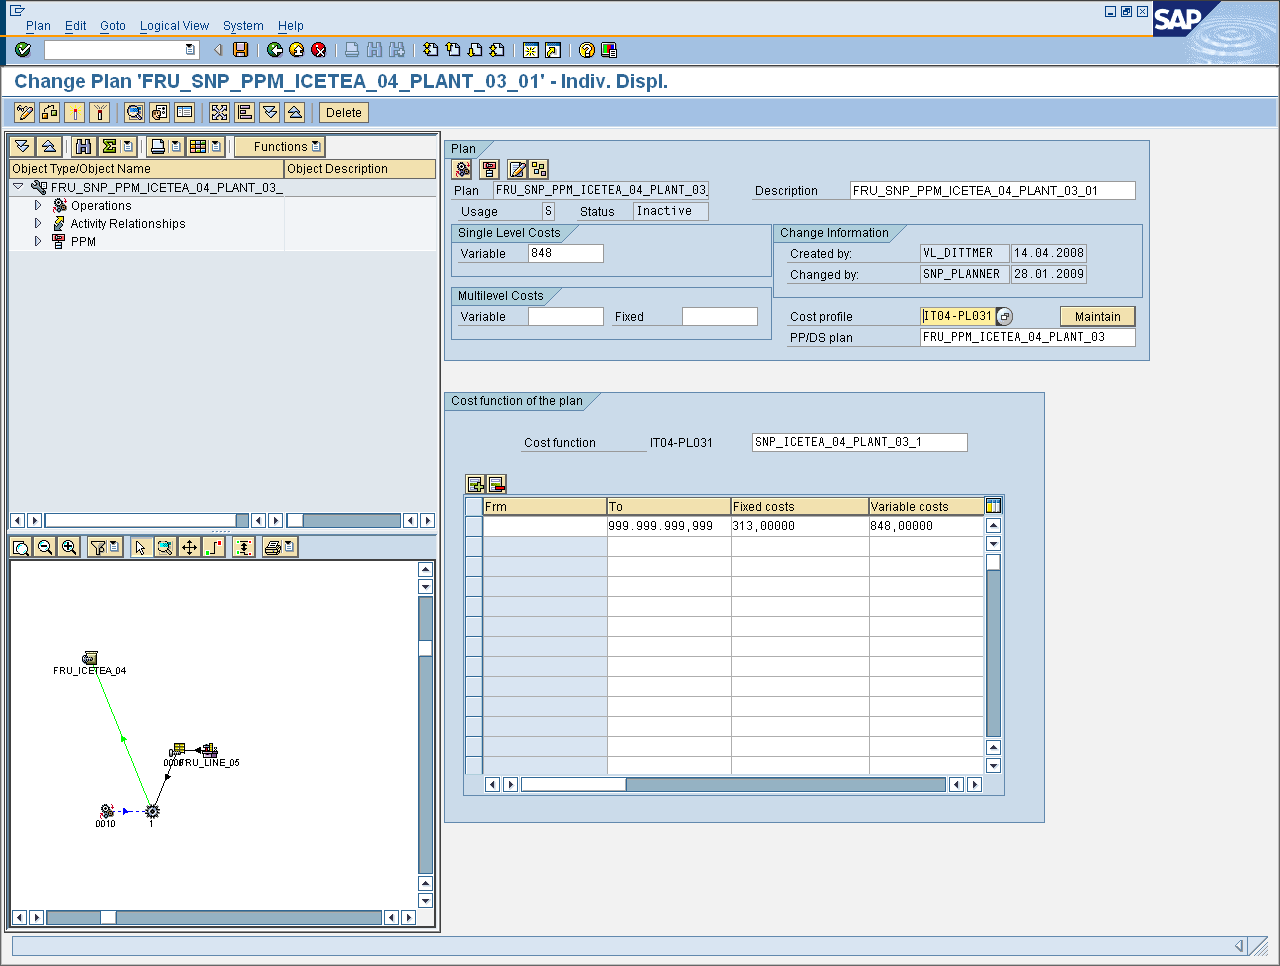 Plan Edit Goto Logical View System Help
SAP
Change Plan 'FRU_SNP_PPM_ICETEA_04_PLANT_03_01' - Indiv. Displ.
Delete
Functions
Object Type/Object Name Object Description
FRU_SNP_PPM_ICETEA_04_PLANT_03_
Operations
Activity Relationships
PPM
Plan
Plan FRU_SNP_PPM_ICETEA_04_PLANT_03_ Description FRU_SNP_PPM_ICETEA_04_PLANT_03_01
Usage S Status Inactive
Single Level Costs
Variable 848
Change Information
Created by: VL_DITTMER 14.04.2008
Changed by: SNP_PLANNER 28.01.2009
Multilevel Costs
Variable Fixed
Cost profile IT04-PL031 Maintain
PP/DS plan FRU_PPM_ICETEA_04_PLANT_03
Cost function of the plan
Cost function IT04-PL031 SNP_ICETEA_04_PLANT_03_1
Frm To Fixed costs Variable costs
999.999.999,999 313,00000 848,00000
FRU_ICETEA_04
FRU_LINE_05
0010 1